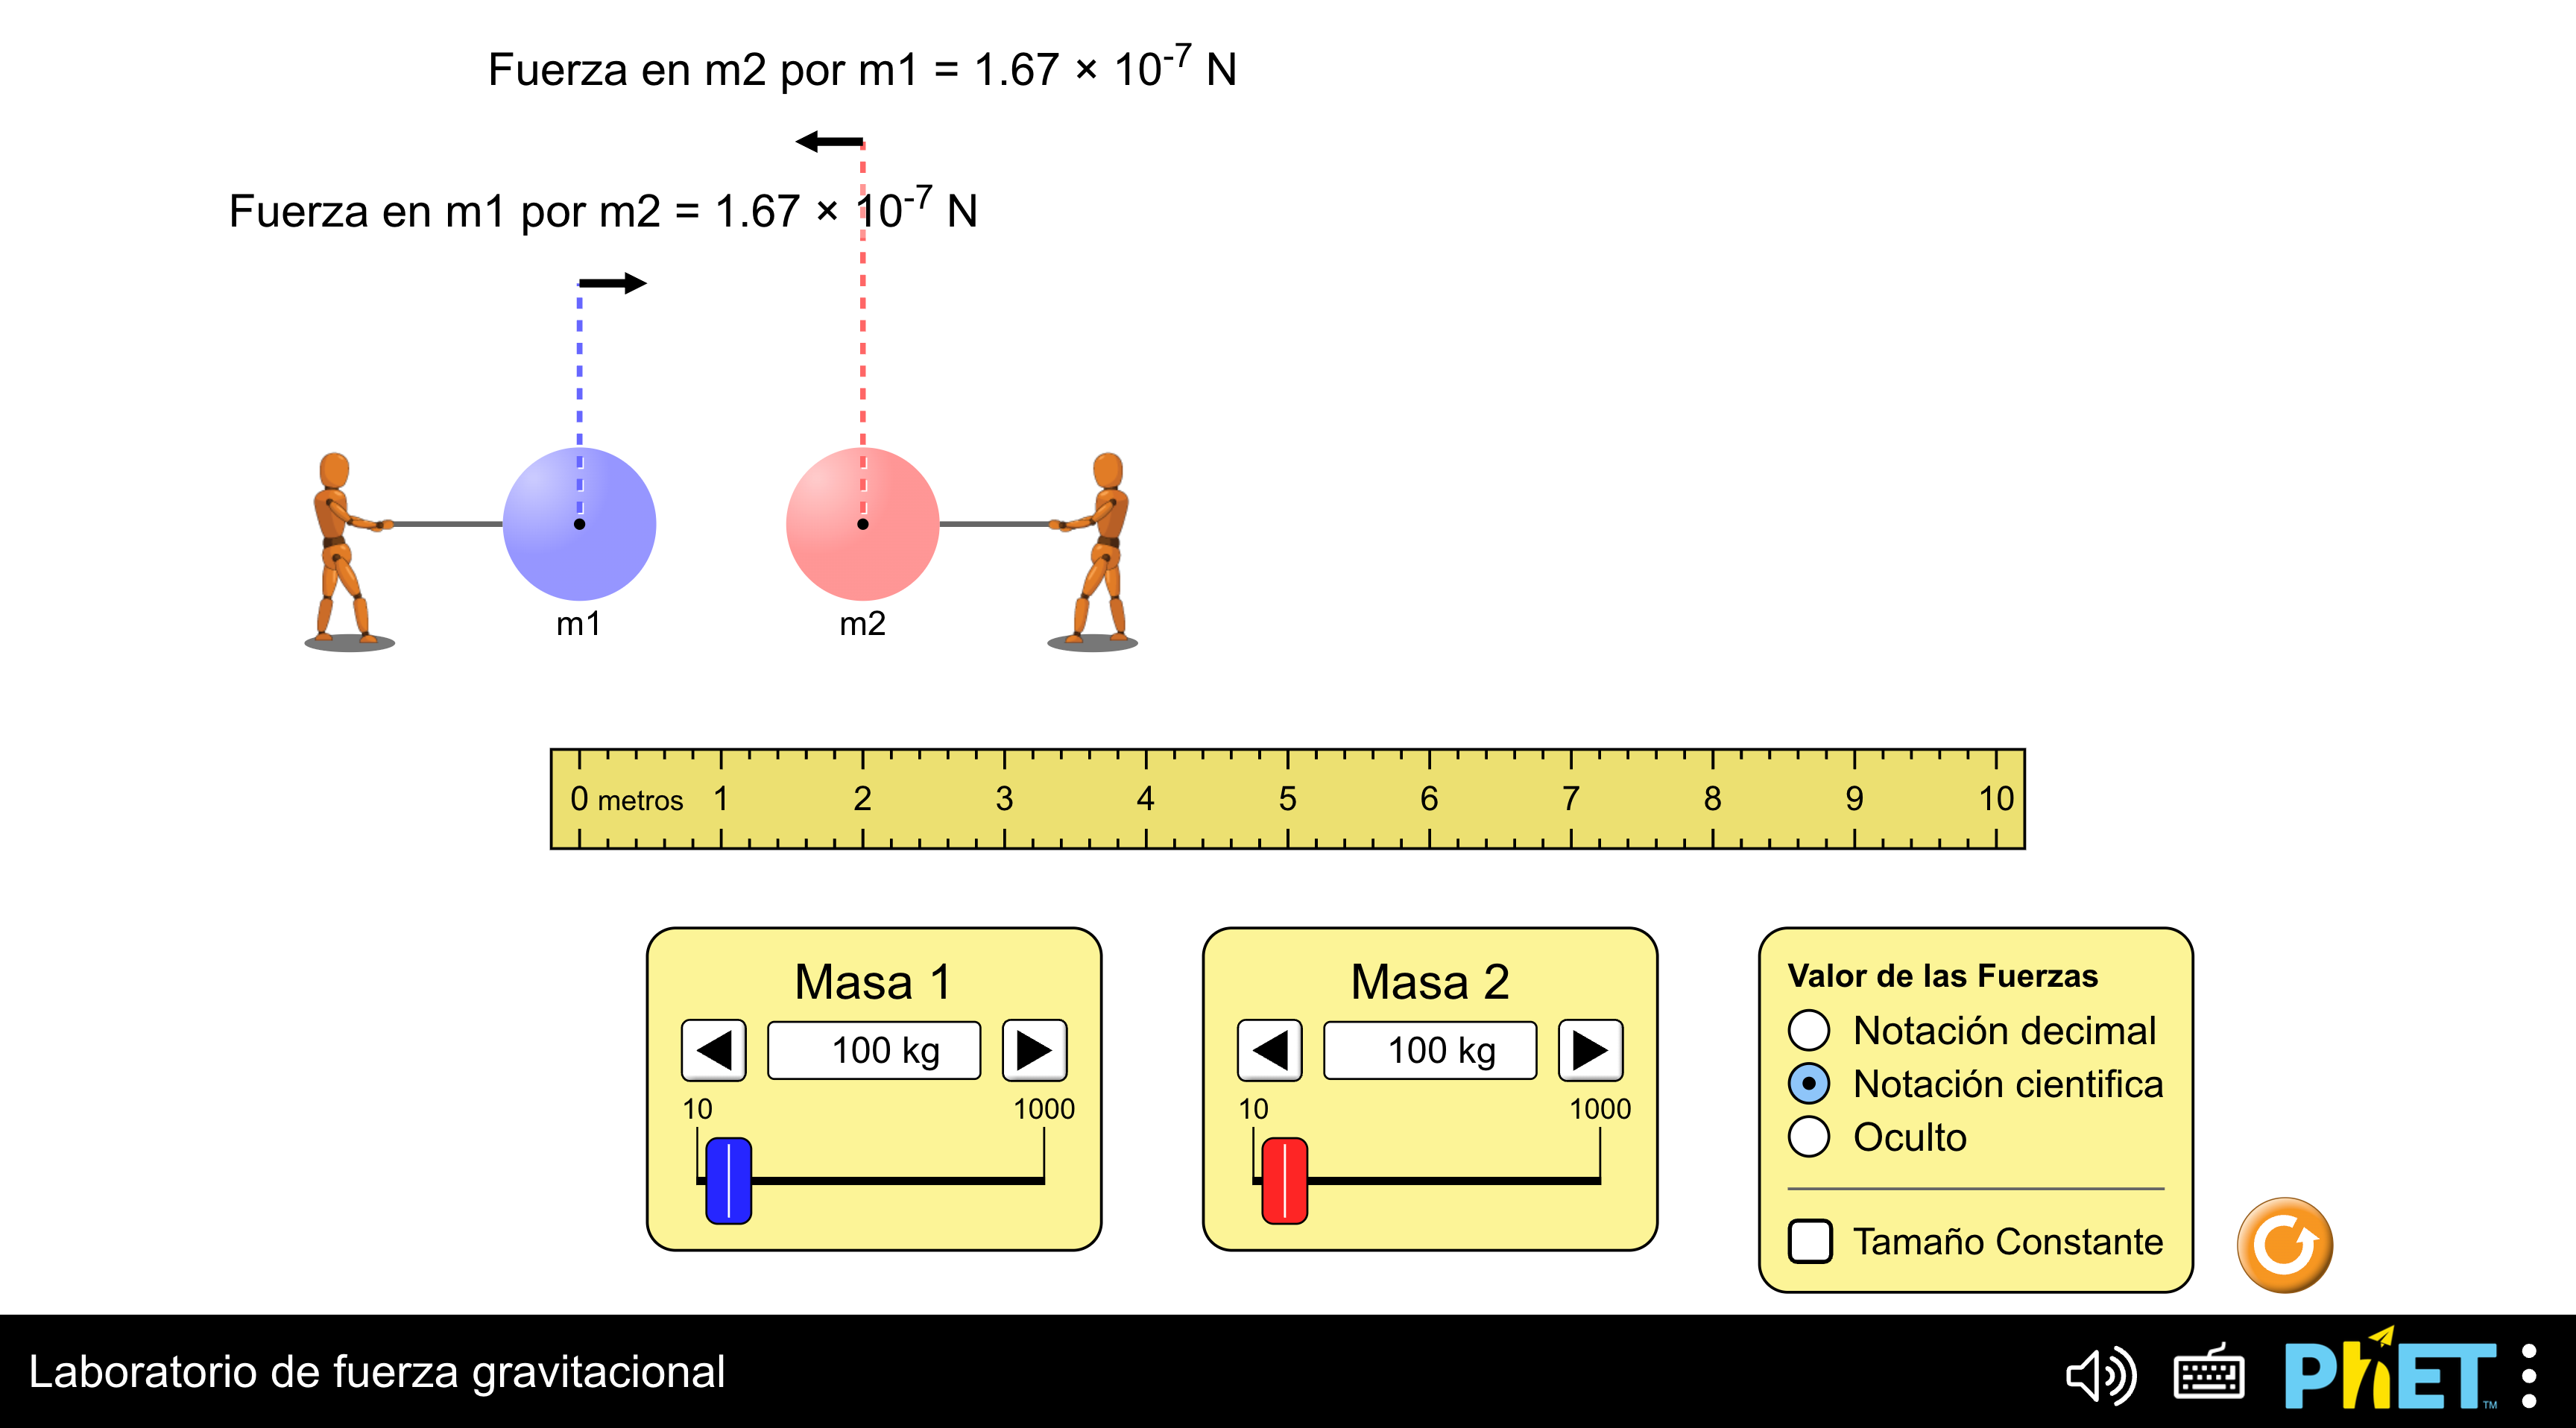 Fuerza en m2 por m1 = 1.67 × 10⁻⁷ N
Fuerza en m1 por m2 = 1.67 × 10⁻⁷ N
m1 m2
0 metros 1 2 3 4 5 6 7 8 9 10
Masa 1
100 kg
10 1000
Masa 2
100 kg
10 1000
Valor de las Fuerzas
Notación decimal
Notación cientifica
Oculto
Tamaño Constante
Laboratorio de fuerza gravitacional
PhET™